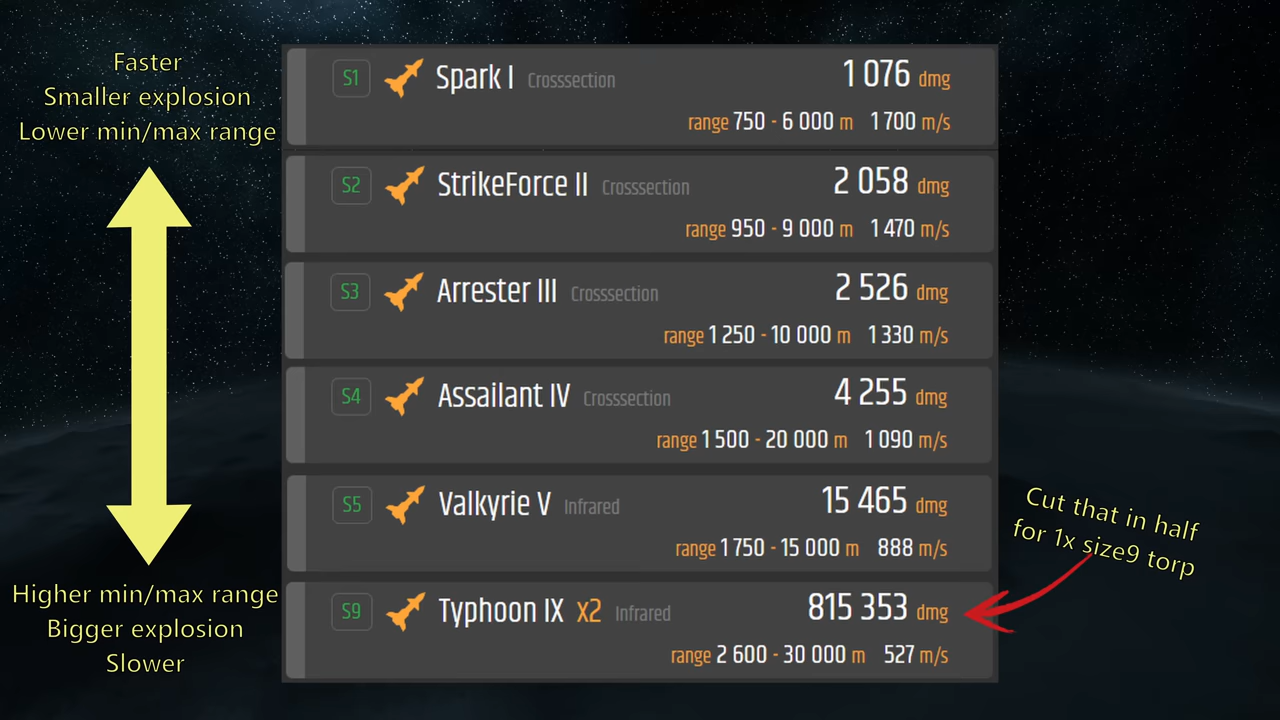 Faster
Smaller explosion
Lower min/max range
S1 Spark I Crosssection 1 076 dmg
range 750 - 6 000 m 1 700 m/s
S2 StrikeForce II Crosssection 2 058 dmg
range 950 - 9 000 m 1 470 m/s
S3 Arrester III Crosssection 2 526 dmg
range 1 250 - 10 000 m 1 330 m/s
S4 Assailant IV Crosssection 4 255 dmg
range 1 500 - 20 000 m 1 090 m/s
S5 Valkyrie V Infrared 15 465 dmg
range 1 750 - 15 000 m 888 m/s
Cut that in half
for 1x size9 torp
S9 Typhoon IX X2 Infrared 815 353 dmg
range 2 600 - 30 000 m 527 m/s
Higher min/max range
Bigger explosion
Slower